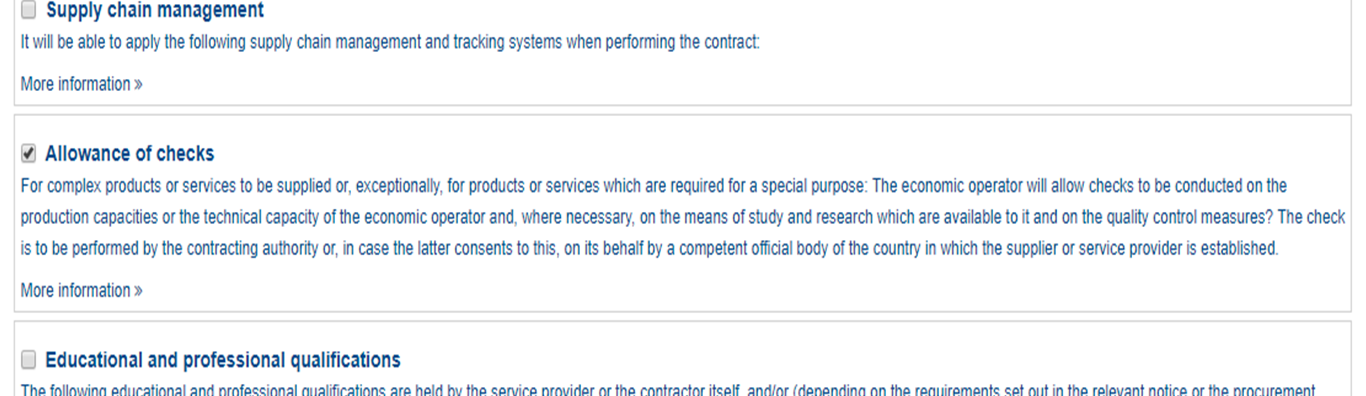 Supply chain management
It will be able to apply the following supply chain management and tracking systems when performing the contract:
More information »
Allowance of checks
For complex products or services to be supplied or, exceptionally, for products or services which are required for a special purpose: The economic operator will allow checks to be conducted on the
production capacities or the technical capacity of the economic operator and, where necessary, on the means of study and research which are available to it and on the quality control measures? The check
is to be performed by the contracting authority or, in case the latter consents to this, on its behalf by a competent official body of the country in which the supplier or service provider is established.
More information »
Educational and professional qualifications
The following educational and professional qualifications are held by the service provider or the contractor itself, and/or (depending on the requirements set out in the relevant notice or the procurement